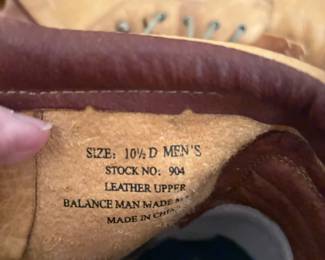 SIZE: 10½ D MEN'S
STOCK NO: 904
LEATHER UPPER
BALANCE MAN MADE
MADE IN CHINA